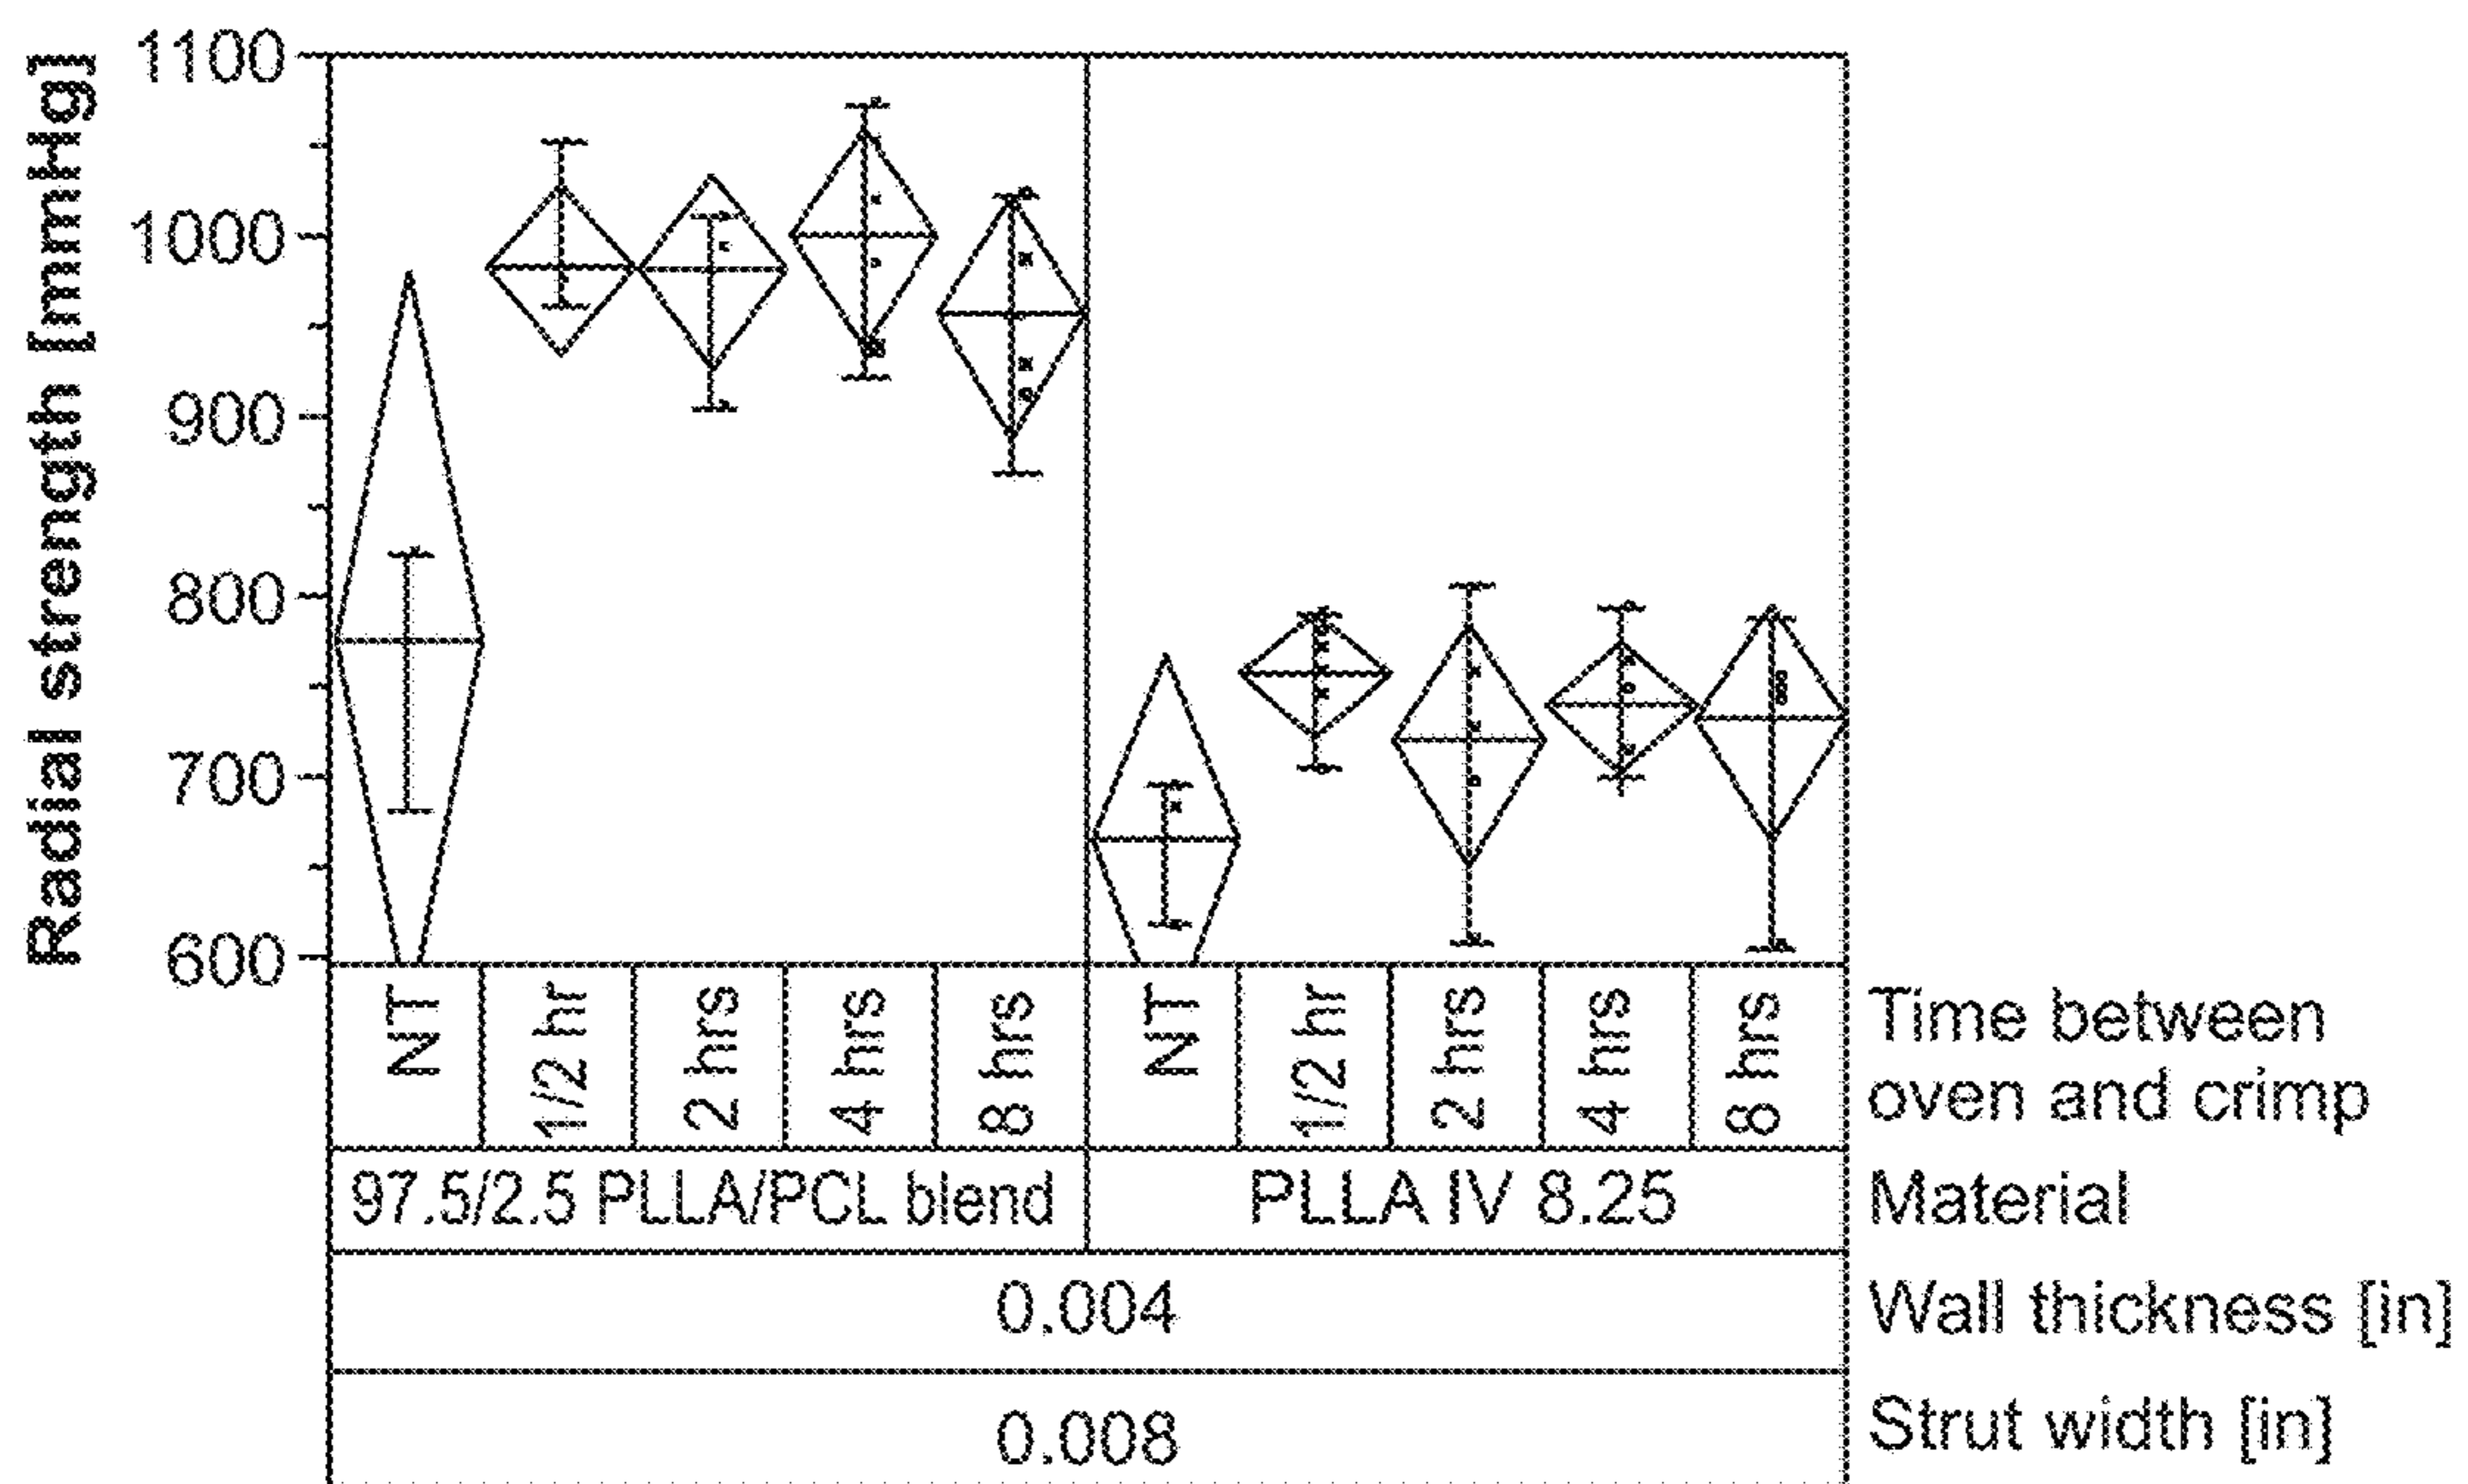 Radial strength [mmHg]
1100
1000
900
800
700
600
NT
1/2 hr
2 hrs
4 hrs
8 hrs
NT
1/2 hr
2 hrs
4 hrs
8 hrs
Time between
oven and crimp
97.5/2.5 PLLA/PCL blend
PLLA IV 8.25
Material
0.004
Wall thickness [in]
0.008
Strut width [in]